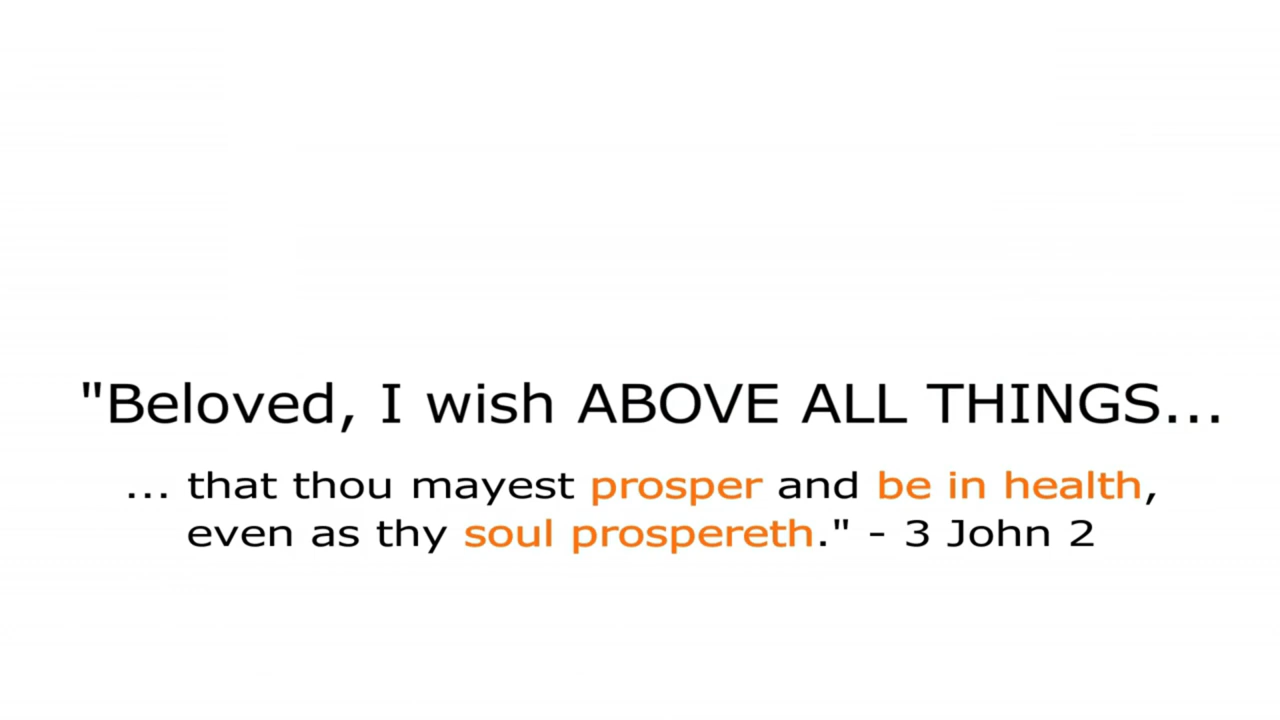 "Beloved, I wish ABOVE ALL THINGS...
... that thou mayest prosper and be in health,
even as thy soul prospereth." - 3 John 2